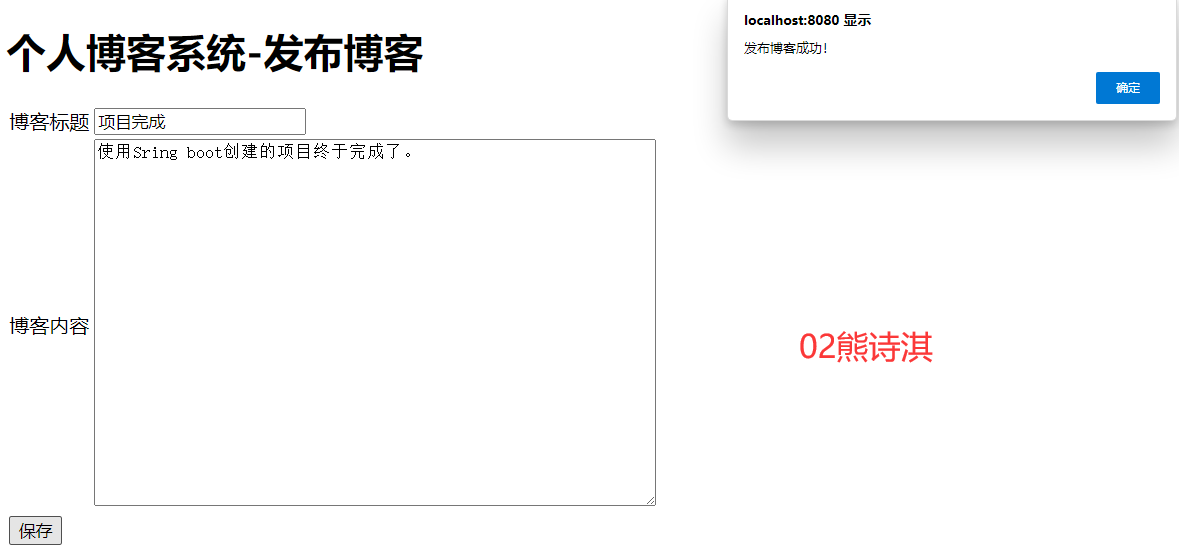 个人博客系统-发布博客
localhost:8080 显示
发布博客成功!
确定
博客标题 项目完成
使用Sring boot创建的项目终于完成了。
博客内容
02熊诗淇
保存